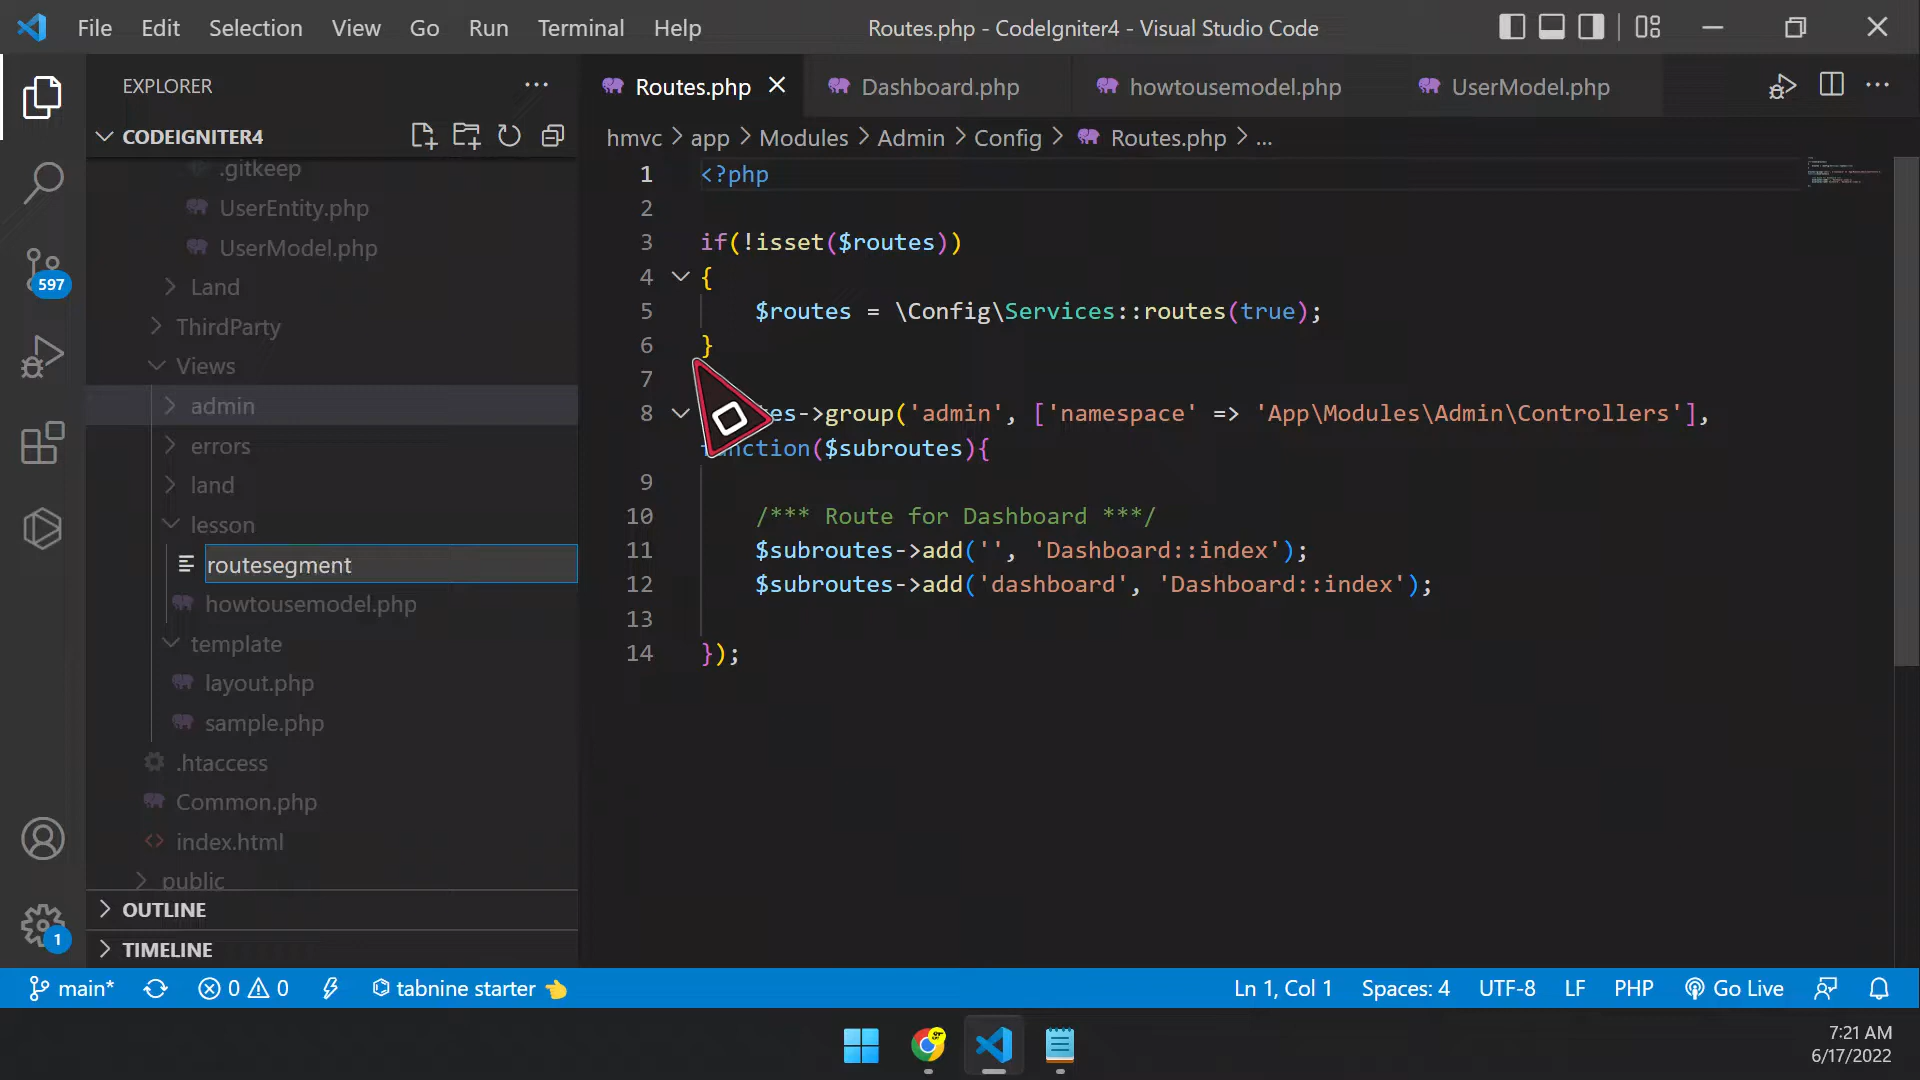 File Edit Selection View Go Run Terminal Help
Routes.php - CodeIgniter4 - Visual Studio Code
EXPLORER
CODEIGNITER4
.gitkeep
UserEntity.php
UserModel.php
Land
ThirdParty
Views
admin
errors
land
lesson
routesegment
howtousemodel.php
template
layout.php
sample.php
.htaccess
Common.php
index.html
public
OUTLINE
TIMELINE
597
1
Routes.php Dashboard.php howtousemodel.php UserModel.php
hmvc > app > Modules > Admin > Config > Routes.php > ...
1 <?php
2
3 if(!isset($routes))
4 {
5 $routes = \Config\Services::routes(true);
6 }
7
8 es->group('admin', ['namespace' => 'App\Modules\Admin\Controllers'],
nction($subroutes){
9
10 /*** Route for Dashboard ***/
11 $subroutes->add('', 'Dashboard::index');
12 $subroutes->add('dashboard', 'Dashboard::index');
13
14 });
main* 0 0 tabnine starter Ln 1, Col 1 Spaces: 4 UTF-8 LF PHP Go Live
7:21 AM
6/17/2022